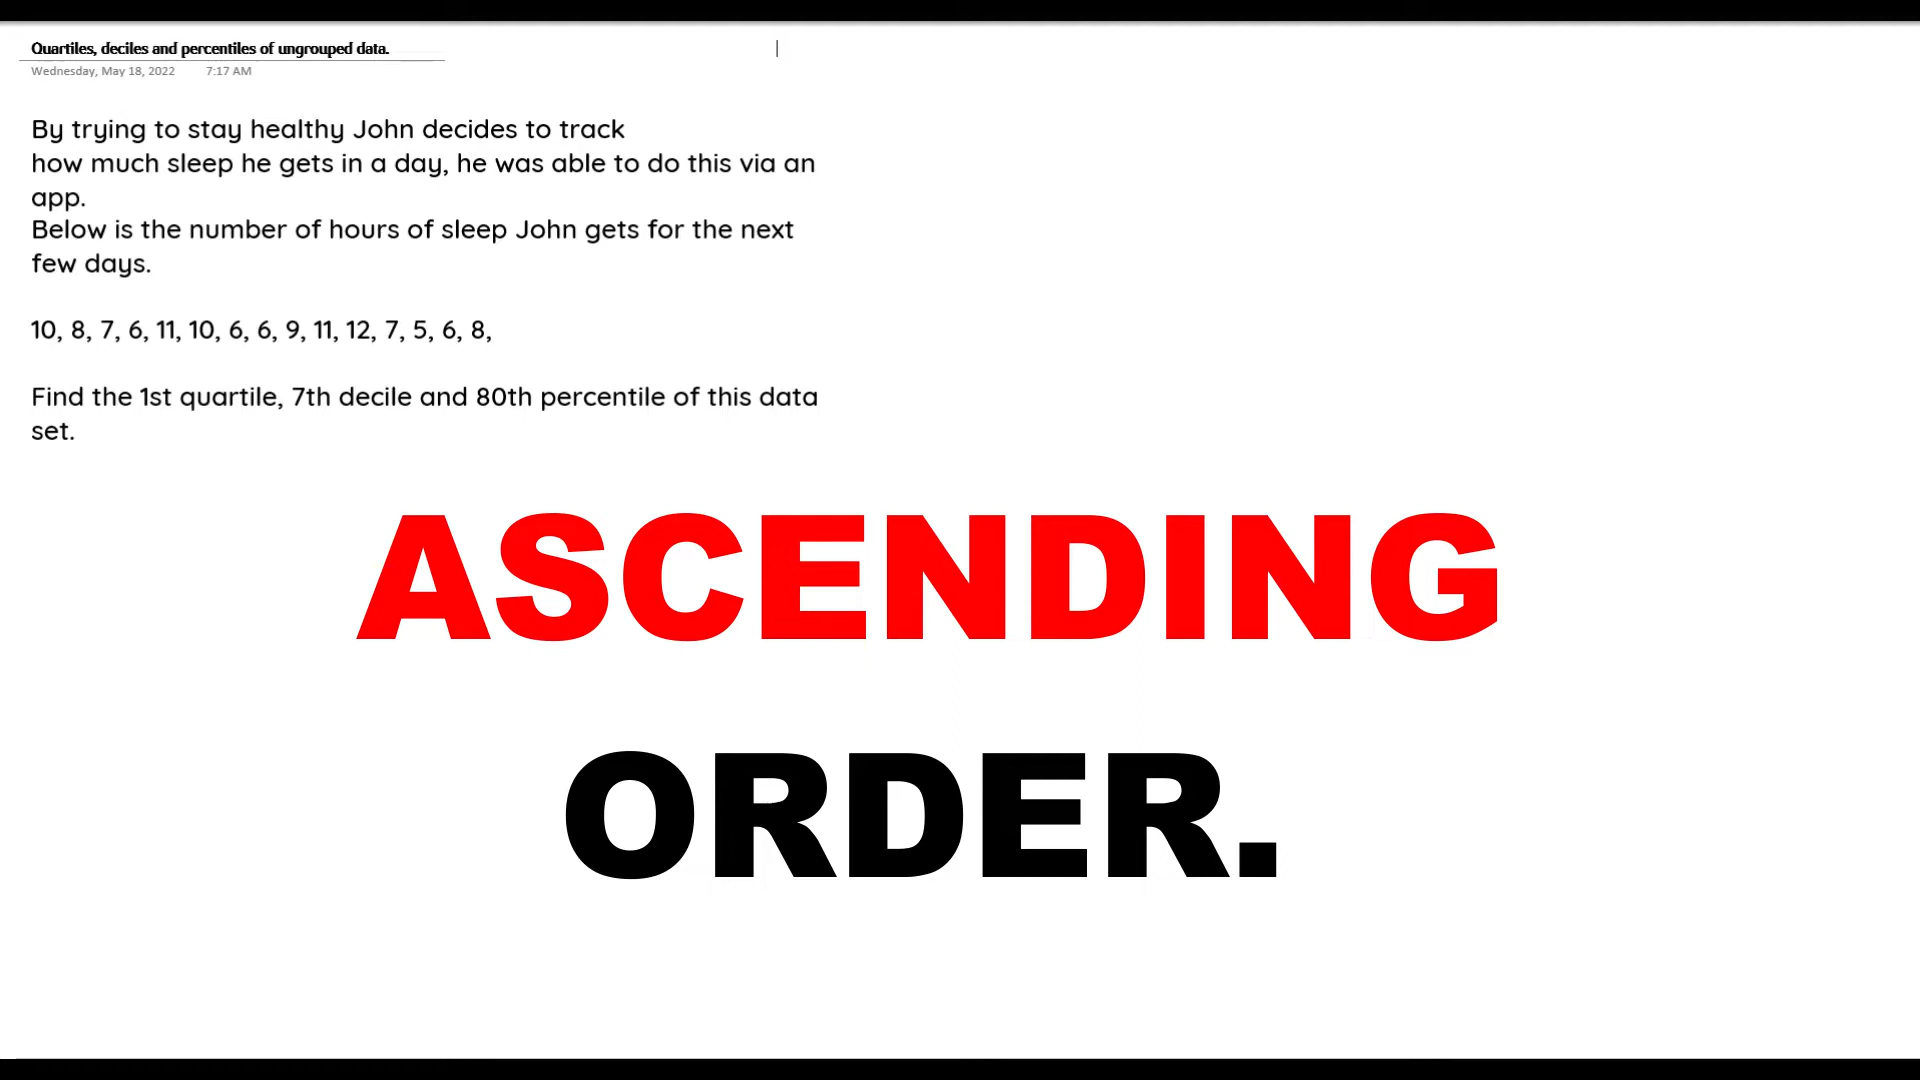 Quartiles, deciles and percentiles of ungrouped data.
Wednesday, May 18, 2022 7:17 AM
By trying to stay healthy John decides to track
how much sleep he gets in a day, he was able to do this via an
app.
Below is the number of hours of sleep John gets for the next
few days.
10, 8, 7, 6, 11, 10, 6, 6, 9, 11, 12, 7, 5, 6, 8,
Find the 1st quartile, 7th decile and 80th percentile of this data
set.
ASCENDING
ORDER.